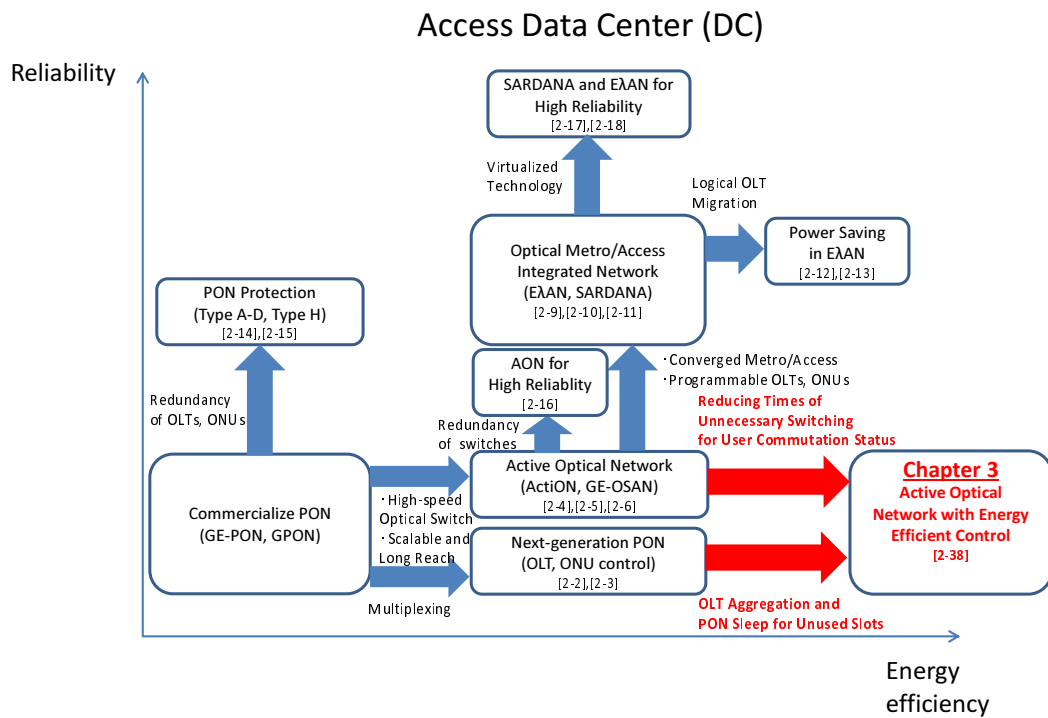 Access Data Center (DC)
Reliability
SARDANA and EλAN for
High Reliability
[2-17],[2-18]
Virtualized
Technology
Logical OLT
Migration
Optical Metro/Access
Integrated Network
(EλAN, SARDANA)
[2-9],[2-10],[2-11]
Power Saving
in EλAN
[2-12],[2-13]
PON Protection
(Type A-D, Type H)
[2-14],[2-15]
AON for
High Reliablity
[2-16]
・Converged Metro/Access
・Programmable OLTs, ONUs
Redundancy
of OLTs, ONUs
Redundancy
of switches
Reducing Times of
Unnecessary Switching
for User Commutation Status
Commercialize PON
(GE-PON, GPON)
・High-speed
Optical Switch
・Scalable and
Long Reach
Multiplexing
Active Optical Network
(ActiON, GE-OSAN)
[2-4],[2-5],[2-6]
Next-generation PON
(OLT, ONU control)
[2-2],[2-3]
Chapter 3
Active Optical
Network with Energy
Efficient Control
[2-38]
OLT Aggregation and
PON Sleep for Unused Slots
Energy
efficiency